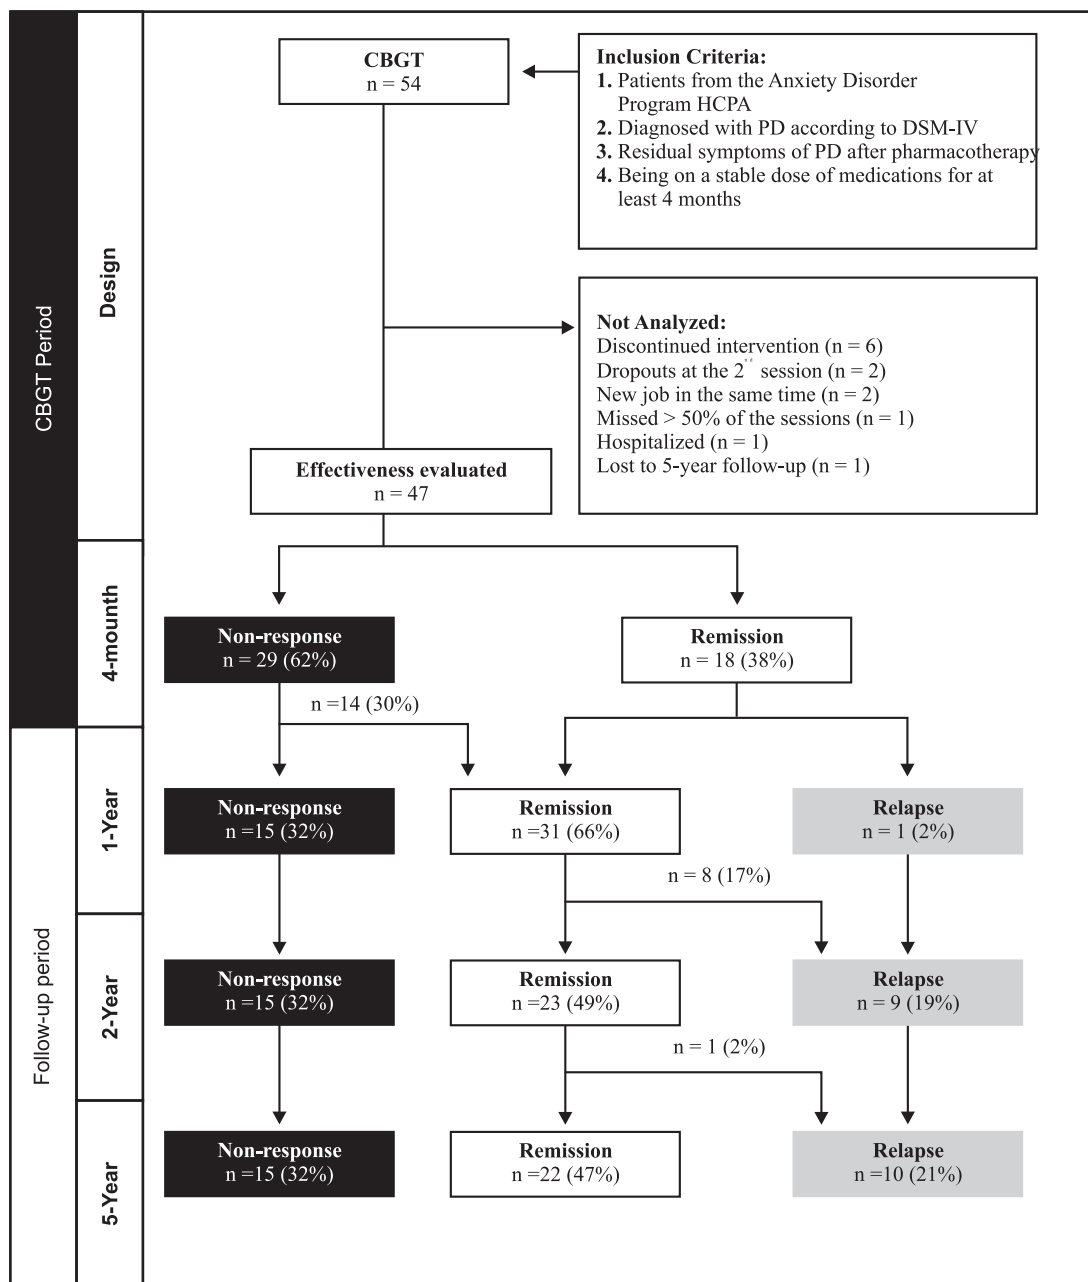 CBGT
n = 54
Inclusion Criteria:
1. Patients from the Anxiety Disorder
Program HCPA
2. Diagnosed with PD according to DSM-IV
3. Residual symptoms of PD after pharmacotherapy
4. Being on a stable dose of medications for at
least 4 months
CBGT Period
Design
Not Analyzed:
Discontinued intervention (n = 6)
Dropouts at the 2 session (n = 2)
New job in the same time (n = 2)
Missed > 50% of the sessions (n = 1)
Hospitalized (n = 1)
Lost to 5-year follow-up (n = 1)
Effectiveness evaluated
n = 47
4-mounth
Non-response
n = 29 (62%)
Remission
n = 18 (38%)
n =14 (30%)
Follow-up period
1-Year
Non-response
n =15 (32%)
Remission
n =31 (66%)
Relapse
n = 1 (2%)
n = 8 (17%)
2-Year
Non-response
n =15 (32%)
Remission
n =23 (49%)
Relapse
n = 9 (19%)
n = 1 (2%)
5-Year
Non-response
n =15 (32%)
Remission
n =22 (47%)
Relapse
n =10 (21%)